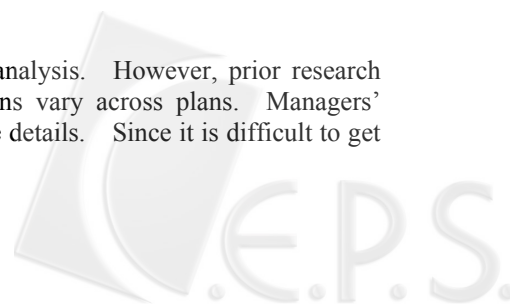 analysis. However, prior research
ns vary across plans. Managers’
details. Since it is difficult to get
C.E.P.S.